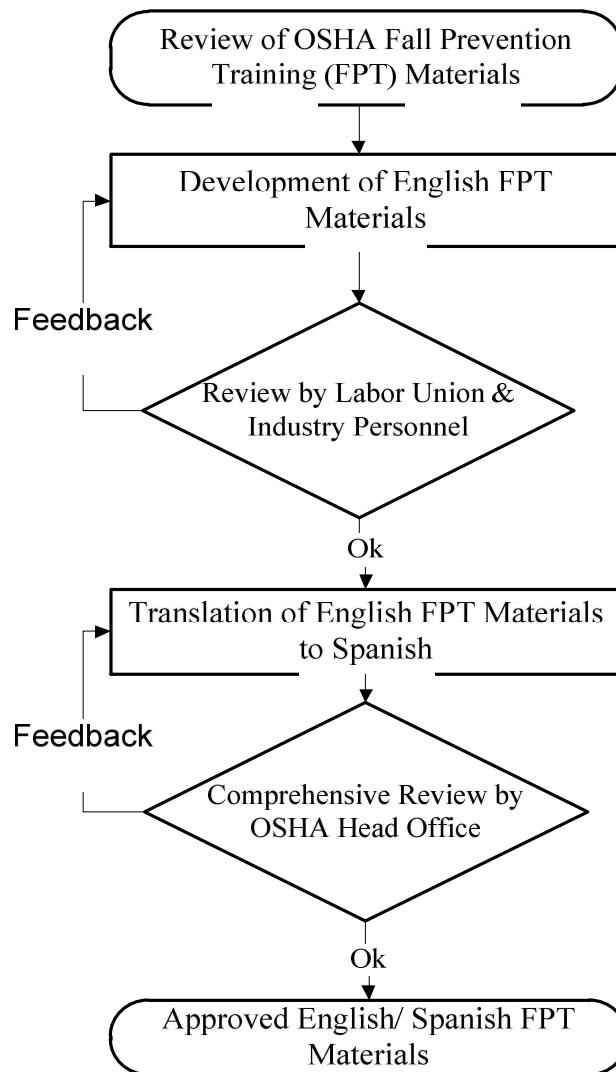 Review of OSHA Fall Prevention
Training (FPT) Materials
Development of English FPT
Materials
Feedback
Review by Labor Union &
Industry Personnel
Ok
Translation of English FPT Materials
to Spanish
Feedback
Comprehensive Review by
OSHA Head Office
Ok
Approved English/ Spanish FPT
Materials